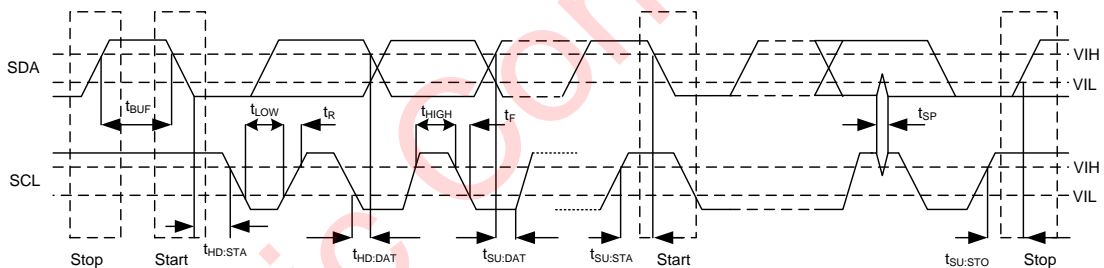 SDA
VIH
VIL
tBUF
tLOW
tR
tHIGH
tF
tSP
SCL
VIH
VIL
tHD:STA
tHD:DAT
tSU:DAT
tSU:STA
tSU:STO
Stop
Start
Start
Stop